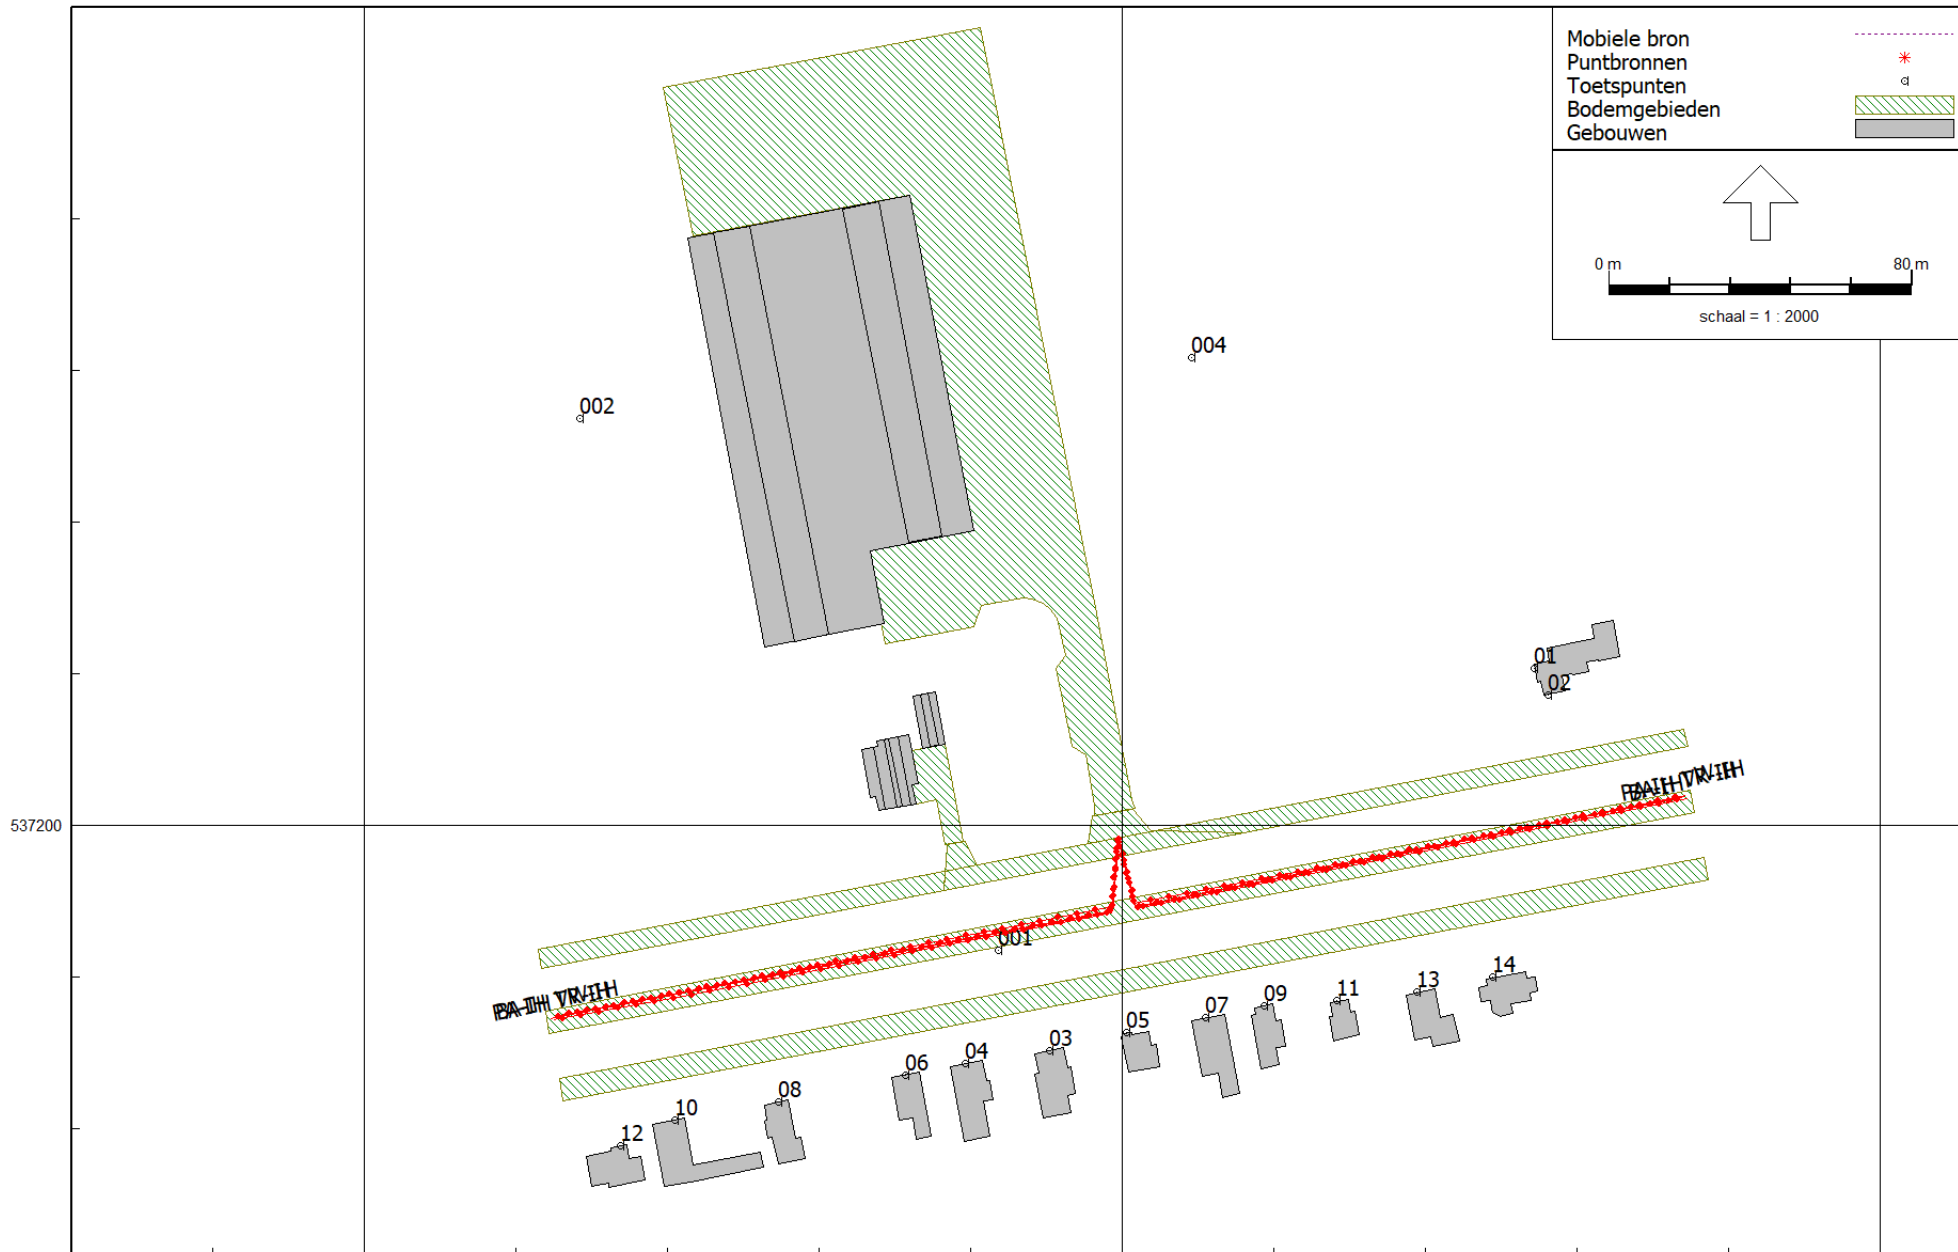 Mobiele bron
Puntbronnen
Toetspunten
Bodemgebieden
Gebouwen
0 m 80 m
schaal = 1 : 2000
004
002
01
02
537200
001
14
13
11
09
07
05
03
04
06
08
10
12